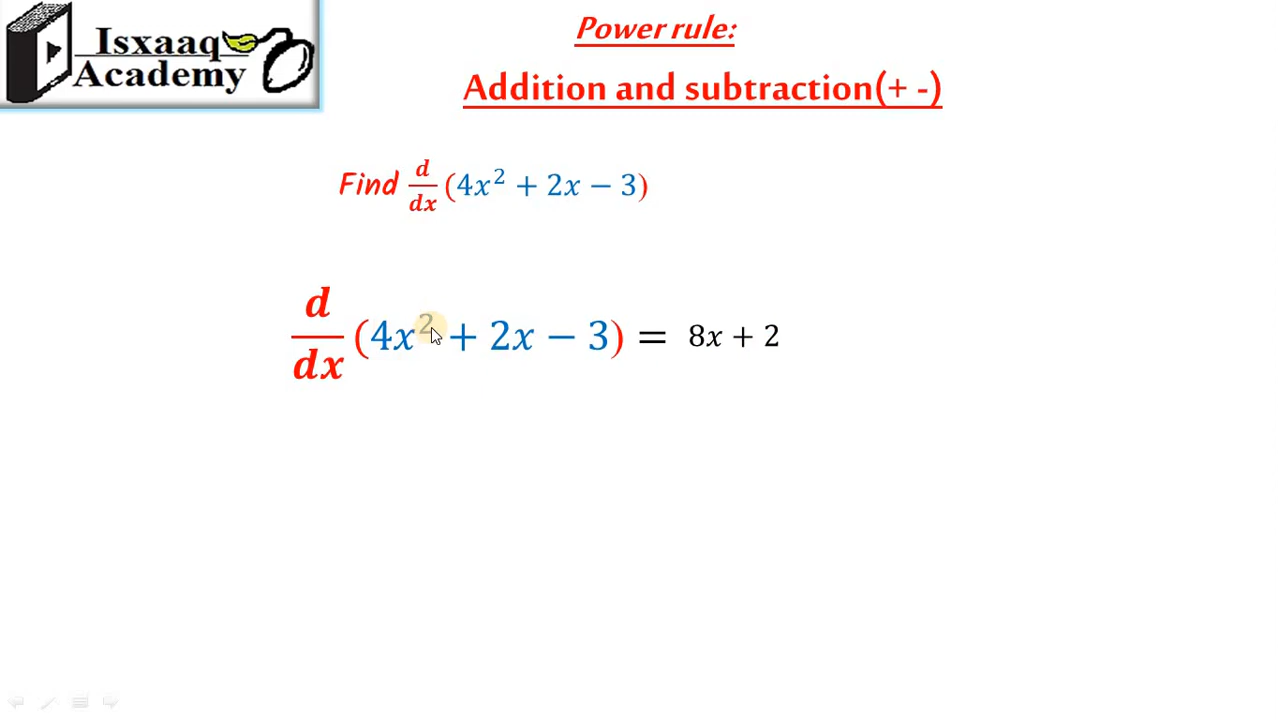 Isxaaq
Academy
Power rule:
Addition and subtraction(+ -)
Find d/dx (4x² + 2x − 3)
d/dx (4x² + 2x − 3) = 8x + 2